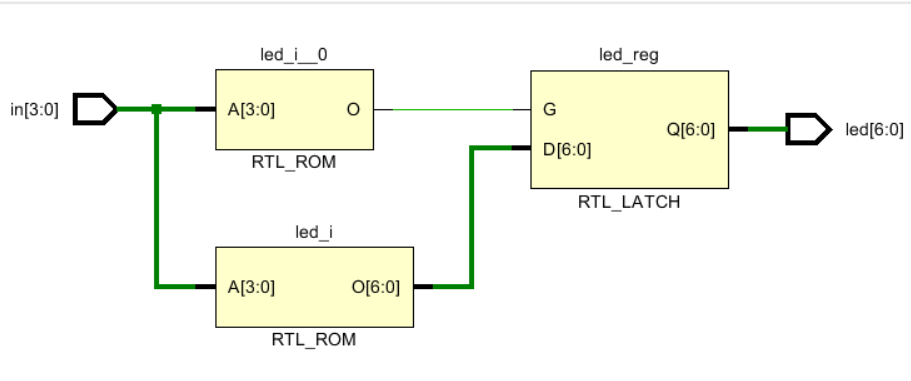 led_i__0
led_reg
in[3:0]
A[3:0]
O
G
RTL_ROM
D[6:0]
Q[6:0]
led[6:0]
RTL_LATCH
led_i
A[3:0]
O[6:0]
RTL_ROM